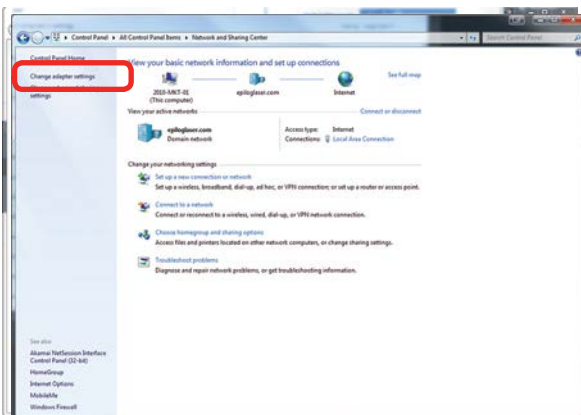 Control Panel ▸ All Control Panel Items ▸ Network and Sharing Center
Search Control Panel
Control Panel Home
Change adapter settings
settings
See also
Akamai NetSession Interface
Control Panel (32-bit)
HomeGroup
Internet Options
MobileMe
Windows Firewall
View your basic network information and set up connections
See full map
2010-MKT-01
(This computer)
epiloglaser.com
Internet
View your active networks
Connect or disconnect
epiloglaser.com
Domain network
Access type: Internet
Connections: Local Area Connection
Change your networking settings
Set up a new connection or network
Set up a wireless, broadband, dial-up, ad hoc, or VPN connection; or set up a router or access point.
Connect to a network
Connect or reconnect to a wireless, wired, dial-up, or VPN network connection.
Choose homegroup and sharing options
Access files and printers located on other network computers, or change sharing settings.
Troubleshoot problems
Diagnose and repair network problems, or get troubleshooting information.